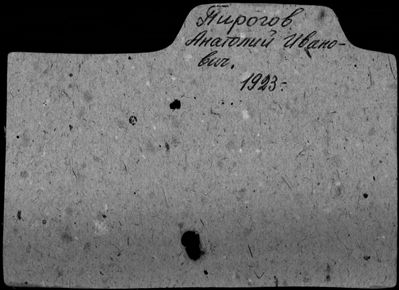 Пирогов
Анатолий Ивано-
вич.
1923-